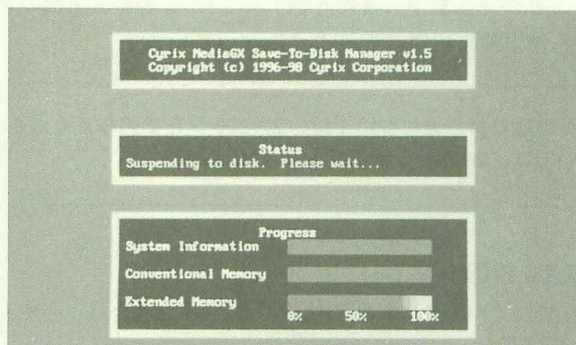 Cyrix MediaGX Save-To-Disk Manager v1.5
Copyright (c) 1996-98 Cyrix Corporation
Status
Suspending to disk. Please wait...
Progress
System Information
Conventional Memory
Extended Memory
0% 50% 100%